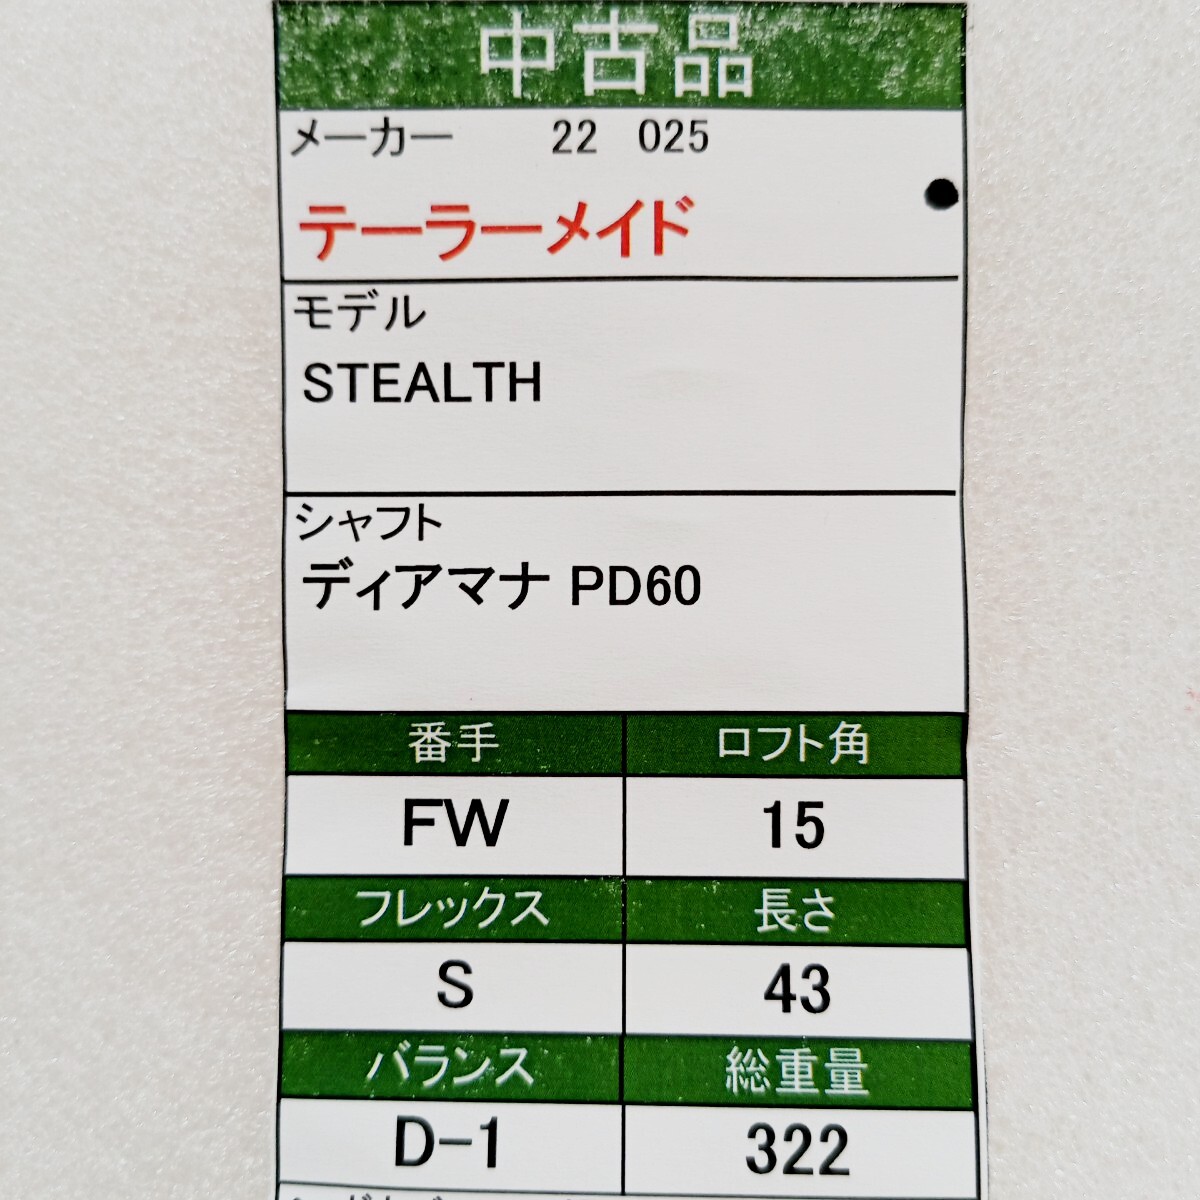 中古品
メーカー 22 025
テーラーメイド
モデル
STEALTH
シャフト
ディアマナ PD60
番手 ロフト角
FW 15
フレックス 長さ
S 43
バランス 総重量
D-1 322